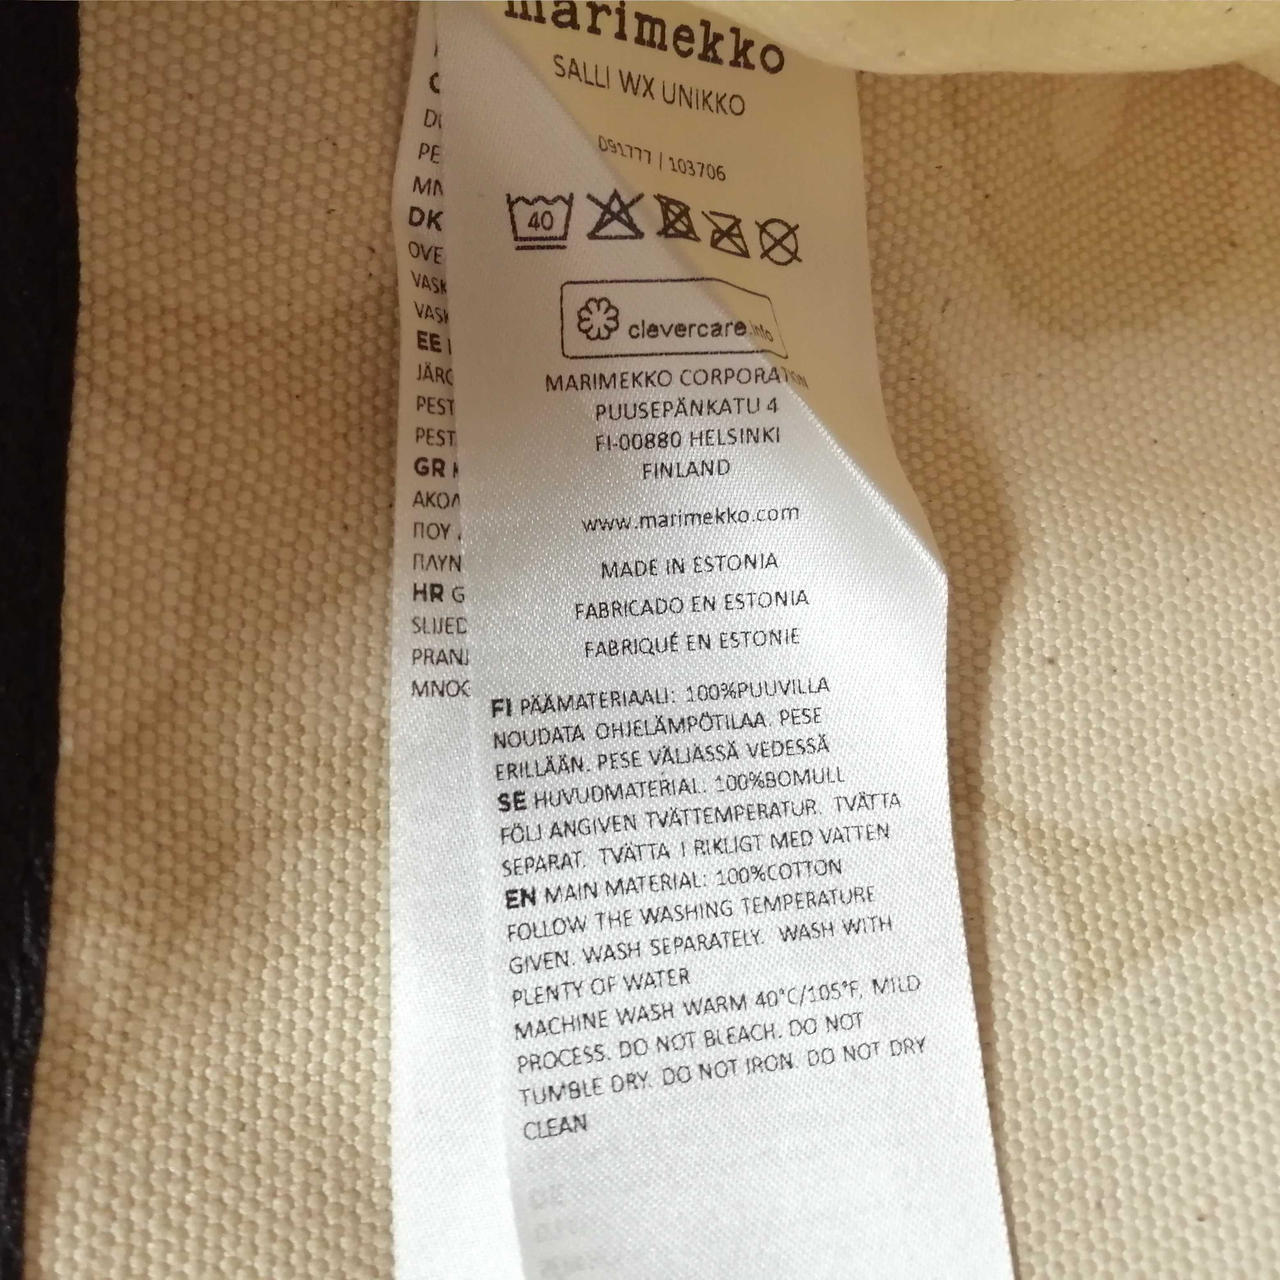 marimekko
SALLI WX UNIKKO
091777 | 103706
40
clevercare.info
MARIMEKKO CORPORATION
PUUSEPÄNKATU 4
FI-00880 HELSINKI
FINLAND
www.marimekko.com
MADE IN ESTONIA
FABRICADO EN ESTONIA
FABRIQUÉ EN ESTONIE
FI PÄÄMATERIAALI: 100%PUUVILLA
NOUDATA OHJELÄMPÖTILAA. PESE
ERILLÄÄN. PESE VÄLJÄSSÄ VEDESSÄ
SE HUVUDMATERIAL: 100%BOMULL
FÖLJ ANGIVEN TVÄTTEMPERATUR. TVÄTTA
SEPARAT. TVÄTTA I RIKLIGT MED VATTEN
EN MAIN MATERIAL: 100%COTTON
FOLLOW THE WASHING TEMPERATURE
GIVEN. WASH SEPARATELY. WASH WITH
PLENTY OF WATER
MACHINE WASH WARM 40°C/105°F, MILD
PROCESS. DO NOT BLEACH. DO NOT
TUMBLE DRY. DO NOT IRON. DO NOT DRY
CLEAN
PE
DK
OVE
VASK
VASK
EE
JÄRG
PEST
PEST
GR
ΑΚΟΛ
ΠΟΥ
ΠΛΥΝ
HR G
SLIJED
PRANJ
MNOG